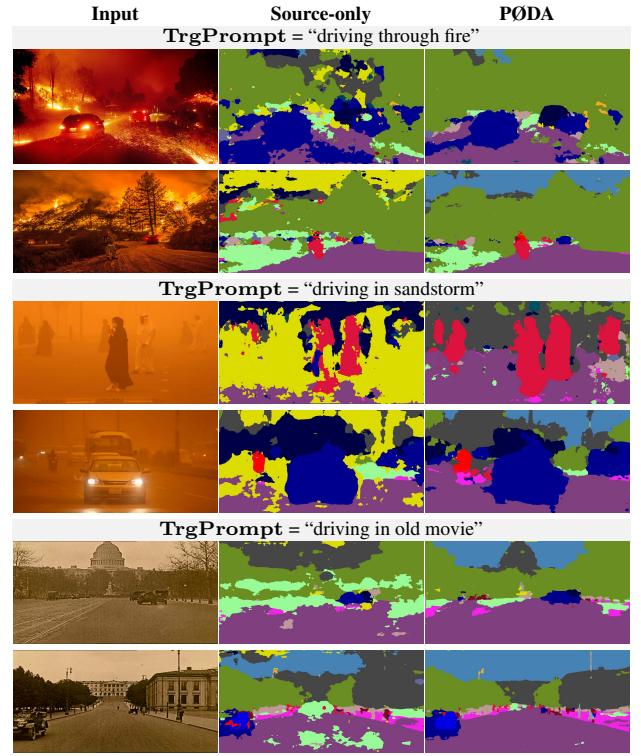 Input Source-only PØDA
TrgPrompt = “driving through fire”
TrgPrompt = “driving in sandstorm”
TrgPrompt = “driving in old movie”